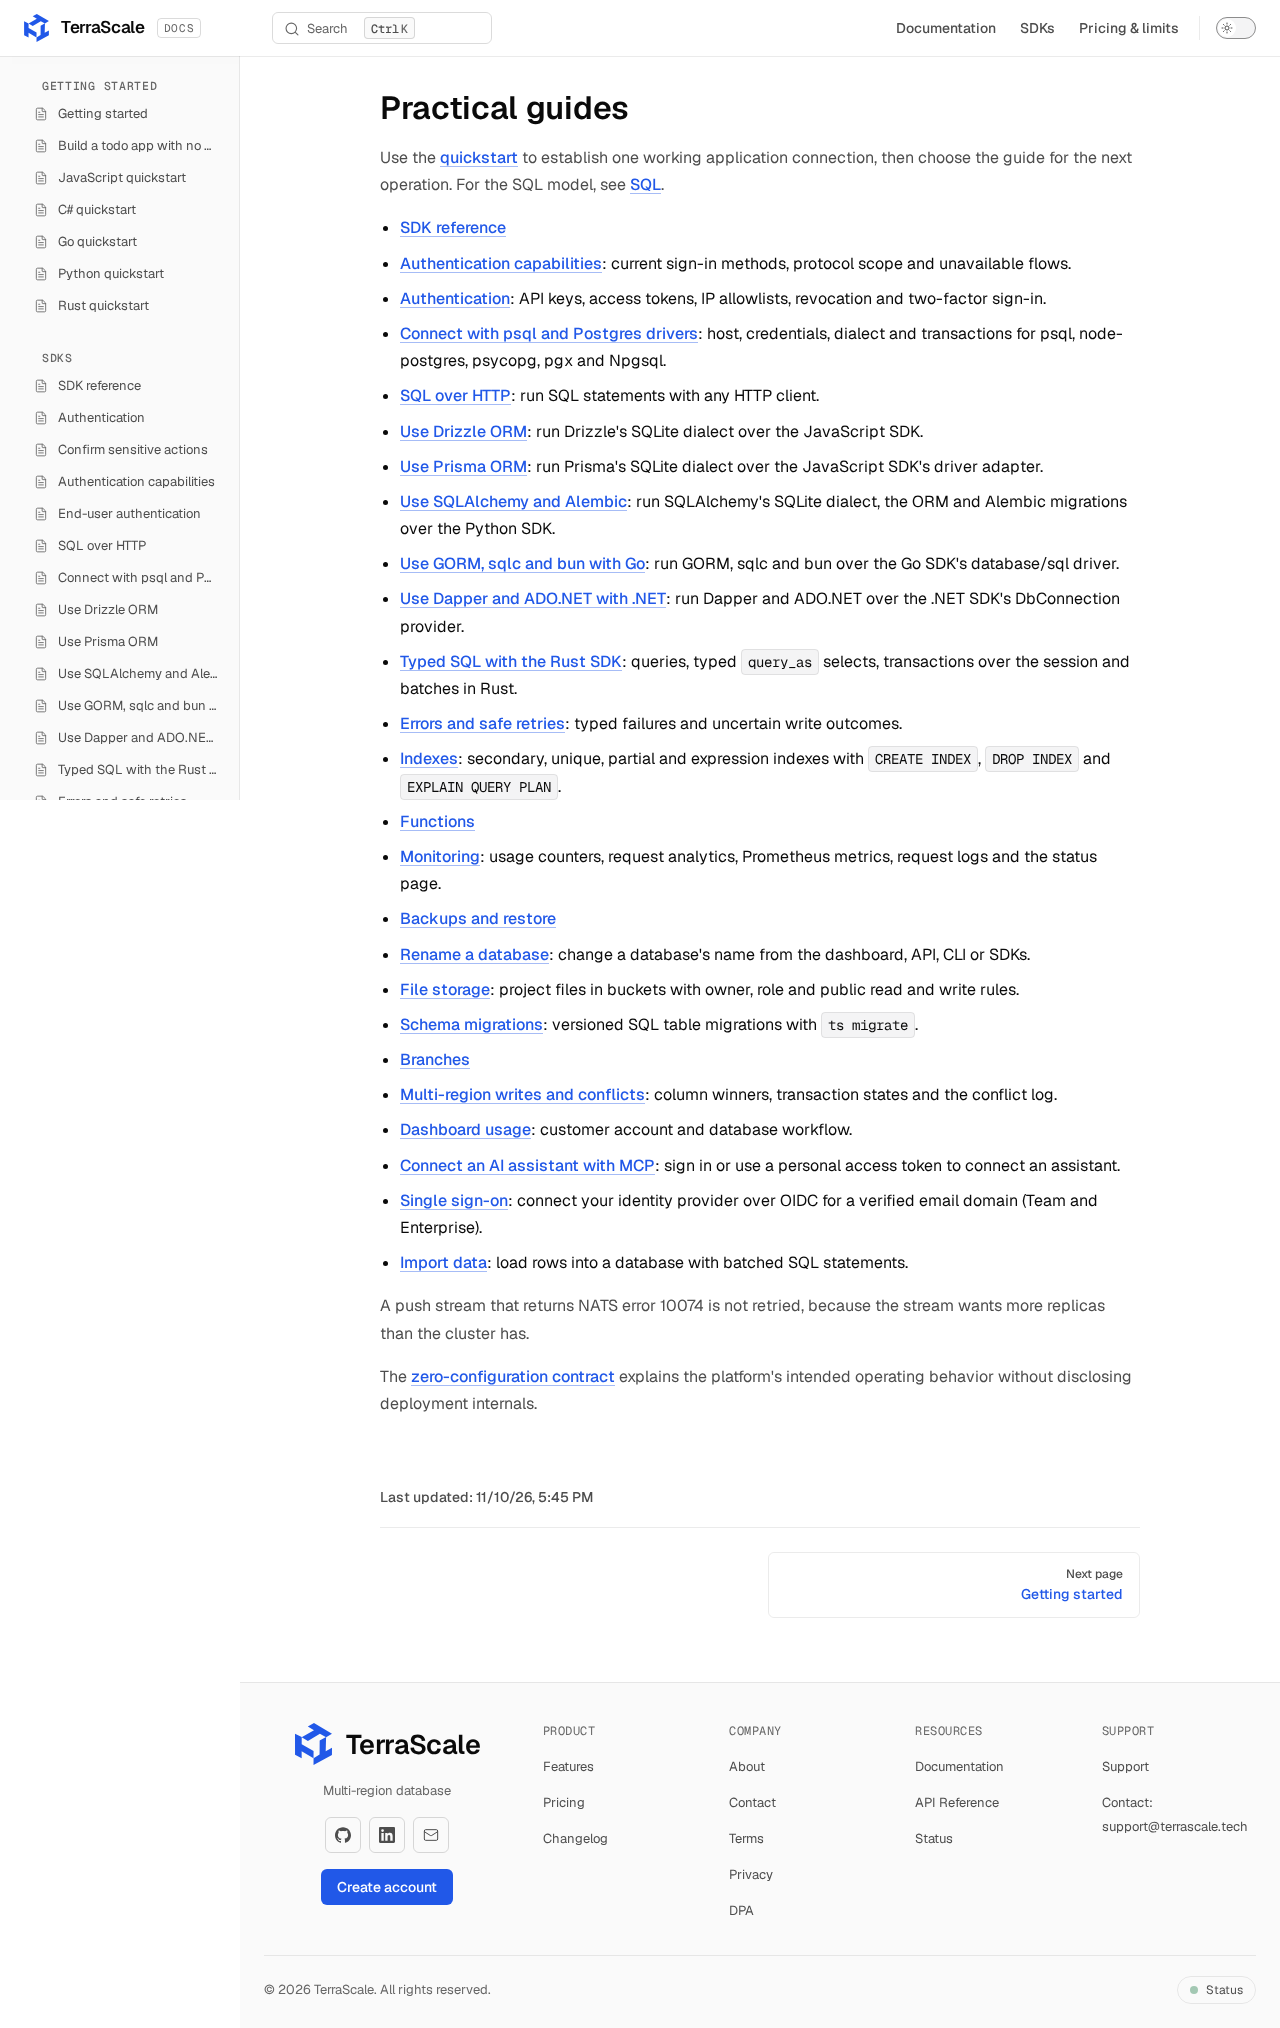 TerraScale DOCS
Search Ctrl K
Documentation SDKs Pricing & limits
GETTING STARTED
Getting started
Build a todo app with no …
JavaScript quickstart
C# quickstart
Go quickstart
Python quickstart
Rust quickstart
SDKS
SDK reference
Authentication
Confirm sensitive actions
Authentication capabilities
End-user authentication
SQL over HTTP
Connect with psql and P…
Use Drizzle ORM
Use Prisma ORM
Use SQLAlchemy and Ale…
Use GORM, sqlc and bun …
Use Dapper and ADO.NE…
Typed SQL with the Rust …
Errors and safe retries
Practical guides
Use the quickstart to establish one working application connection, then choose the guide for the next
operation. For the SQL model, see SQL.
SDK reference
Authentication capabilities: current sign-in methods, protocol scope and unavailable flows.
Authentication: API keys, access tokens, IP allowlists, revocation and two-factor sign-in.
Connect with psql and Postgres drivers: host, credentials, dialect and transactions for psql, node-
postgres, psycopg, pgx and Npgsql.
SQL over HTTP: run SQL statements with any HTTP client.
Use Drizzle ORM: run Drizzle's SQLite dialect over the JavaScript SDK.
Use Prisma ORM: run Prisma's SQLite dialect over the JavaScript SDK's driver adapter.
Use SQLAlchemy and Alembic: run SQLAlchemy's SQLite dialect, the ORM and Alembic migrations
over the Python SDK.
Use GORM, sqlc and bun with Go: run GORM, sqlc and bun over the Go SDK's database/sql driver.
Use Dapper and ADO.NET with .NET: run Dapper and ADO.NET over the .NET SDK's DbConnection
provider.
Typed SQL with the Rust SDK: queries, typed query_as selects, transactions over the session and
batches in Rust.
Errors and safe retries: typed failures and uncertain write outcomes.
Indexes: secondary, unique, partial and expression indexes with CREATE INDEX, DROP INDEX and
EXPLAIN QUERY PLAN.
Functions
Monitoring: usage counters, request analytics, Prometheus metrics, request logs and the status
page.
Backups and restore
Rename a database: change a database's name from the dashboard, API, CLI or SDKs.
File storage: project files in buckets with owner, role and public read and write rules.
Schema migrations: versioned SQL table migrations with ts migrate.
Branches
Multi-region writes and conflicts: column winners, transaction states and the conflict log.
Dashboard usage: customer account and database workflow.
Connect an AI assistant with MCP: sign in or use a personal access token to connect an assistant.
Single sign-on: connect your identity provider over OIDC for a verified email domain (Team and
Enterprise).
Import data: load rows into a database with batched SQL statements.
A push stream that returns NATS error 10074 is not retried, because the stream wants more replicas
than the cluster has.
The zero-configuration contract explains the platform's intended operating behavior without disclosing
deployment internals.
Last updated: 11/10/26, 5:45 PM
Next page
Getting started
TerraScale
Multi-region database
Create account
PRODUCT
Features
Pricing
Changelog
COMPANY
About
Contact
Terms
Privacy
DPA
RESOURCES
Documentation
API Reference
Status
SUPPORT
Support
Contact:
support@terrascale.tech
© 2026 TerraScale. All rights reserved.
Status